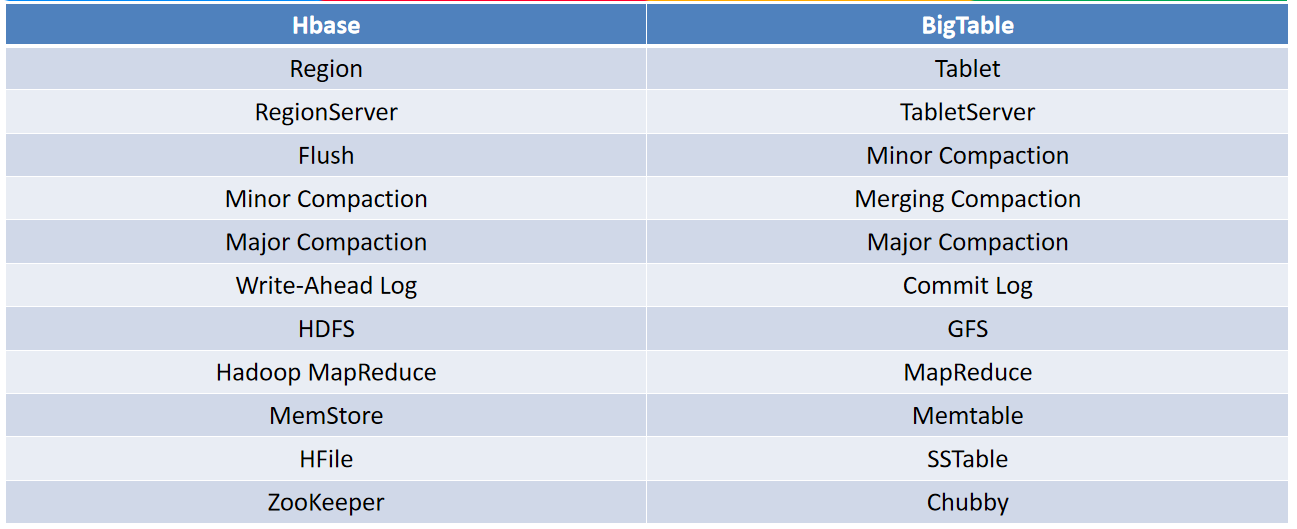 Hbase BigTable
Region Tablet
RegionServer TabletServer
Flush Minor Compaction
Minor Compaction Merging Compaction
Major Compaction Major Compaction
Write-Ahead Log Commit Log
HDFS GFS
Hadoop MapReduce MapReduce
MemStore Memtable
HFile SSTable
ZooKeeper Chubby